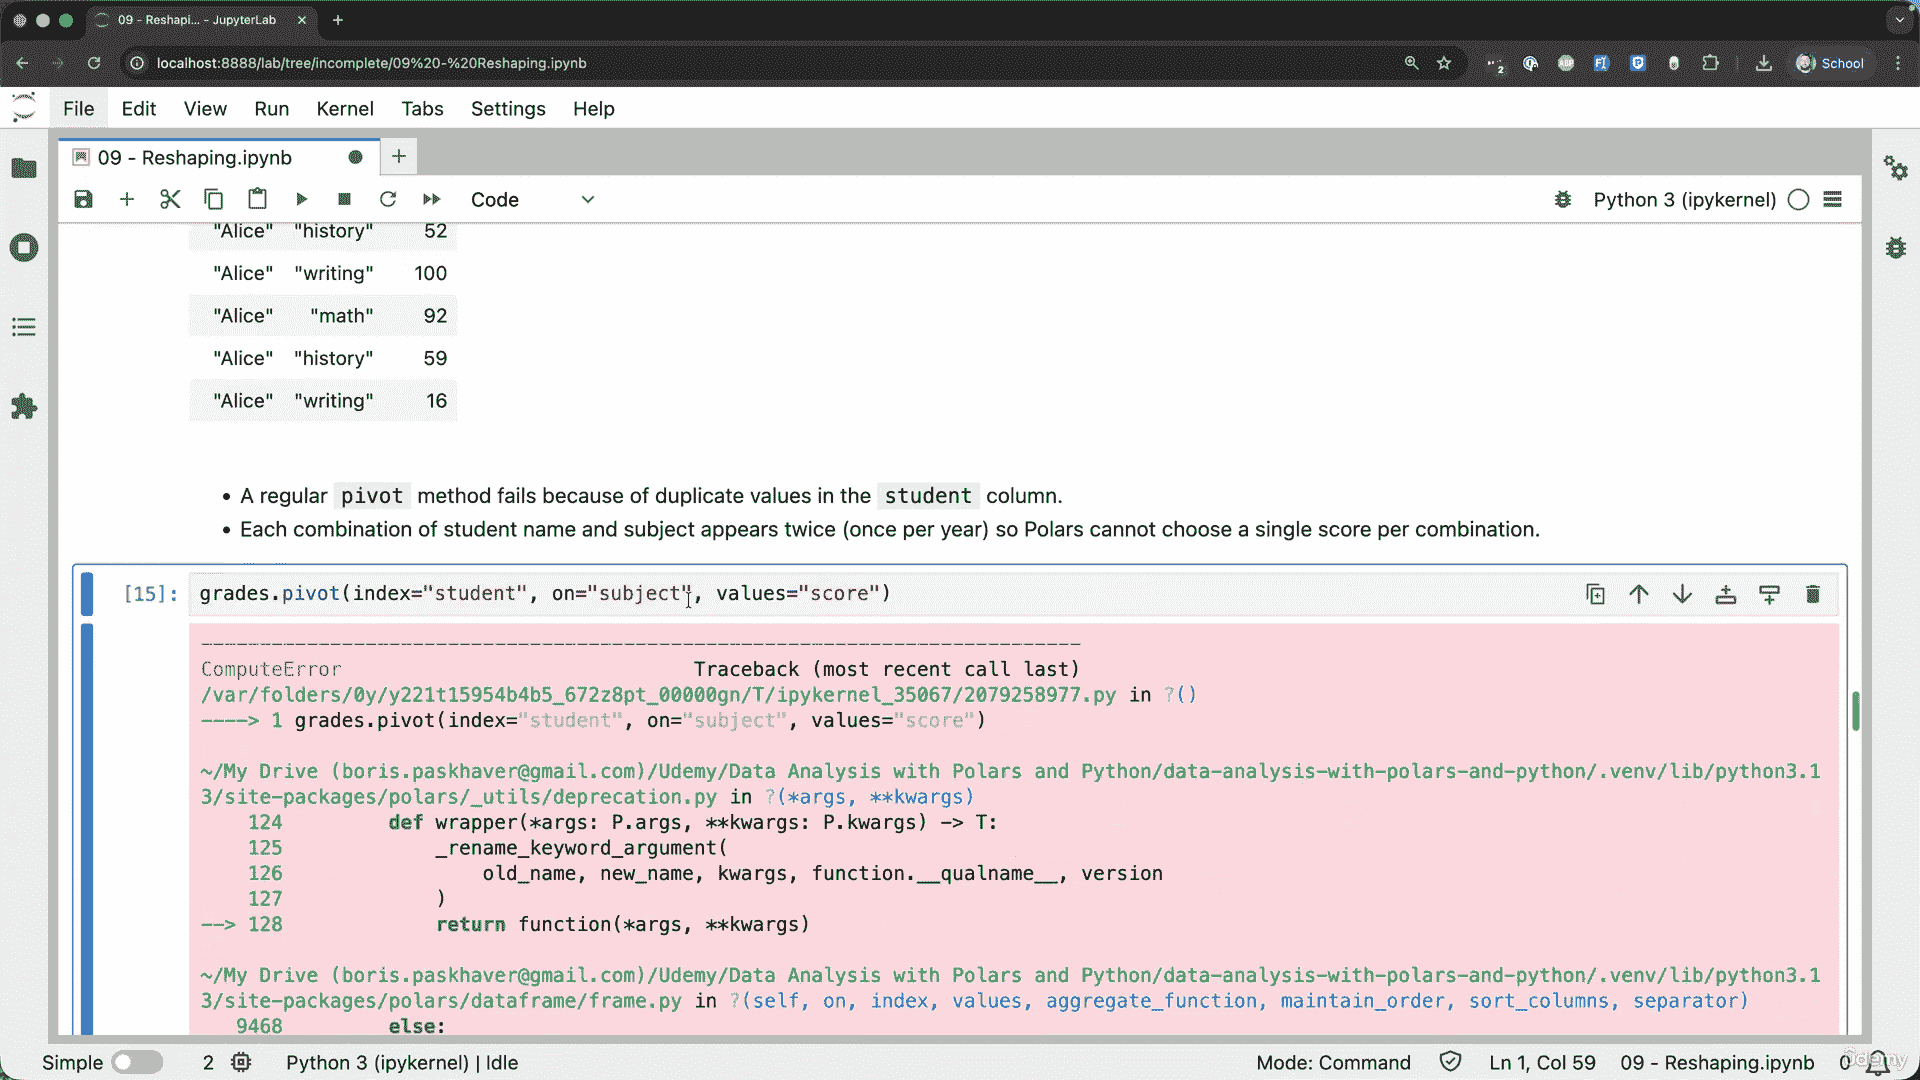 09 - Reshapi... - JupyterLab
localhost:8888/lab/tree/incomplete/09%20-%20Reshaping.ipynb
2
School
File Edit View Run Kernel Tabs Settings Help
09 - Reshaping.ipynb
Code
Python 3 (ipykernel)
"Alice" "history" 52
"Alice" "writing" 100
"Alice" "math" 92
"Alice" "history" 59
"Alice" "writing" 16
• A regular pivot method fails because of duplicate values in the student column.
• Each combination of student name and subject appears twice (once per year) so Polars cannot choose a single score per combination.
[15]: grades.pivot(index="student", on="subject", values="score")
---------------------------------------------------------------------------
ComputeError Traceback (most recent call last)
/var/folders/0y/y221t15954b4b5_672z8pt_00000gn/T/ipykernel_35067/2079258977.py in ?()
----> 1 grades.pivot(index="student", on="subject", values="score")
~/My Drive (boris.paskhaver@gmail.com)/Udemy/Data Analysis with Polars and Python/data-analysis-with-polars-and-python/.venv/lib/python3.1
3/site-packages/polars/_utils/deprecation.py in ?(*args, **kwargs)
124 def wrapper(*args: P.args, **kwargs: P.kwargs) -> T:
125 _rename_keyword_argument(
126 old_name, new_name, kwargs, function.__qualname__, version
127 )
--> 128 return function(*args, **kwargs)
~/My Drive (boris.paskhaver@gmail.com)/Udemy/Data Analysis with Polars and Python/data-analysis-with-polars-and-python/.venv/lib/python3.1
3/site-packages/polars/dataframe/frame.py in ?(self, on, index, values, aggregate_function, maintain_order, sort_columns, separator)
9468 else:
Simple 2 Python 3 (ipykernel) | Idle Mode: Command Ln 1, Col 59 09 - Reshaping.ipynb 0
Udemy